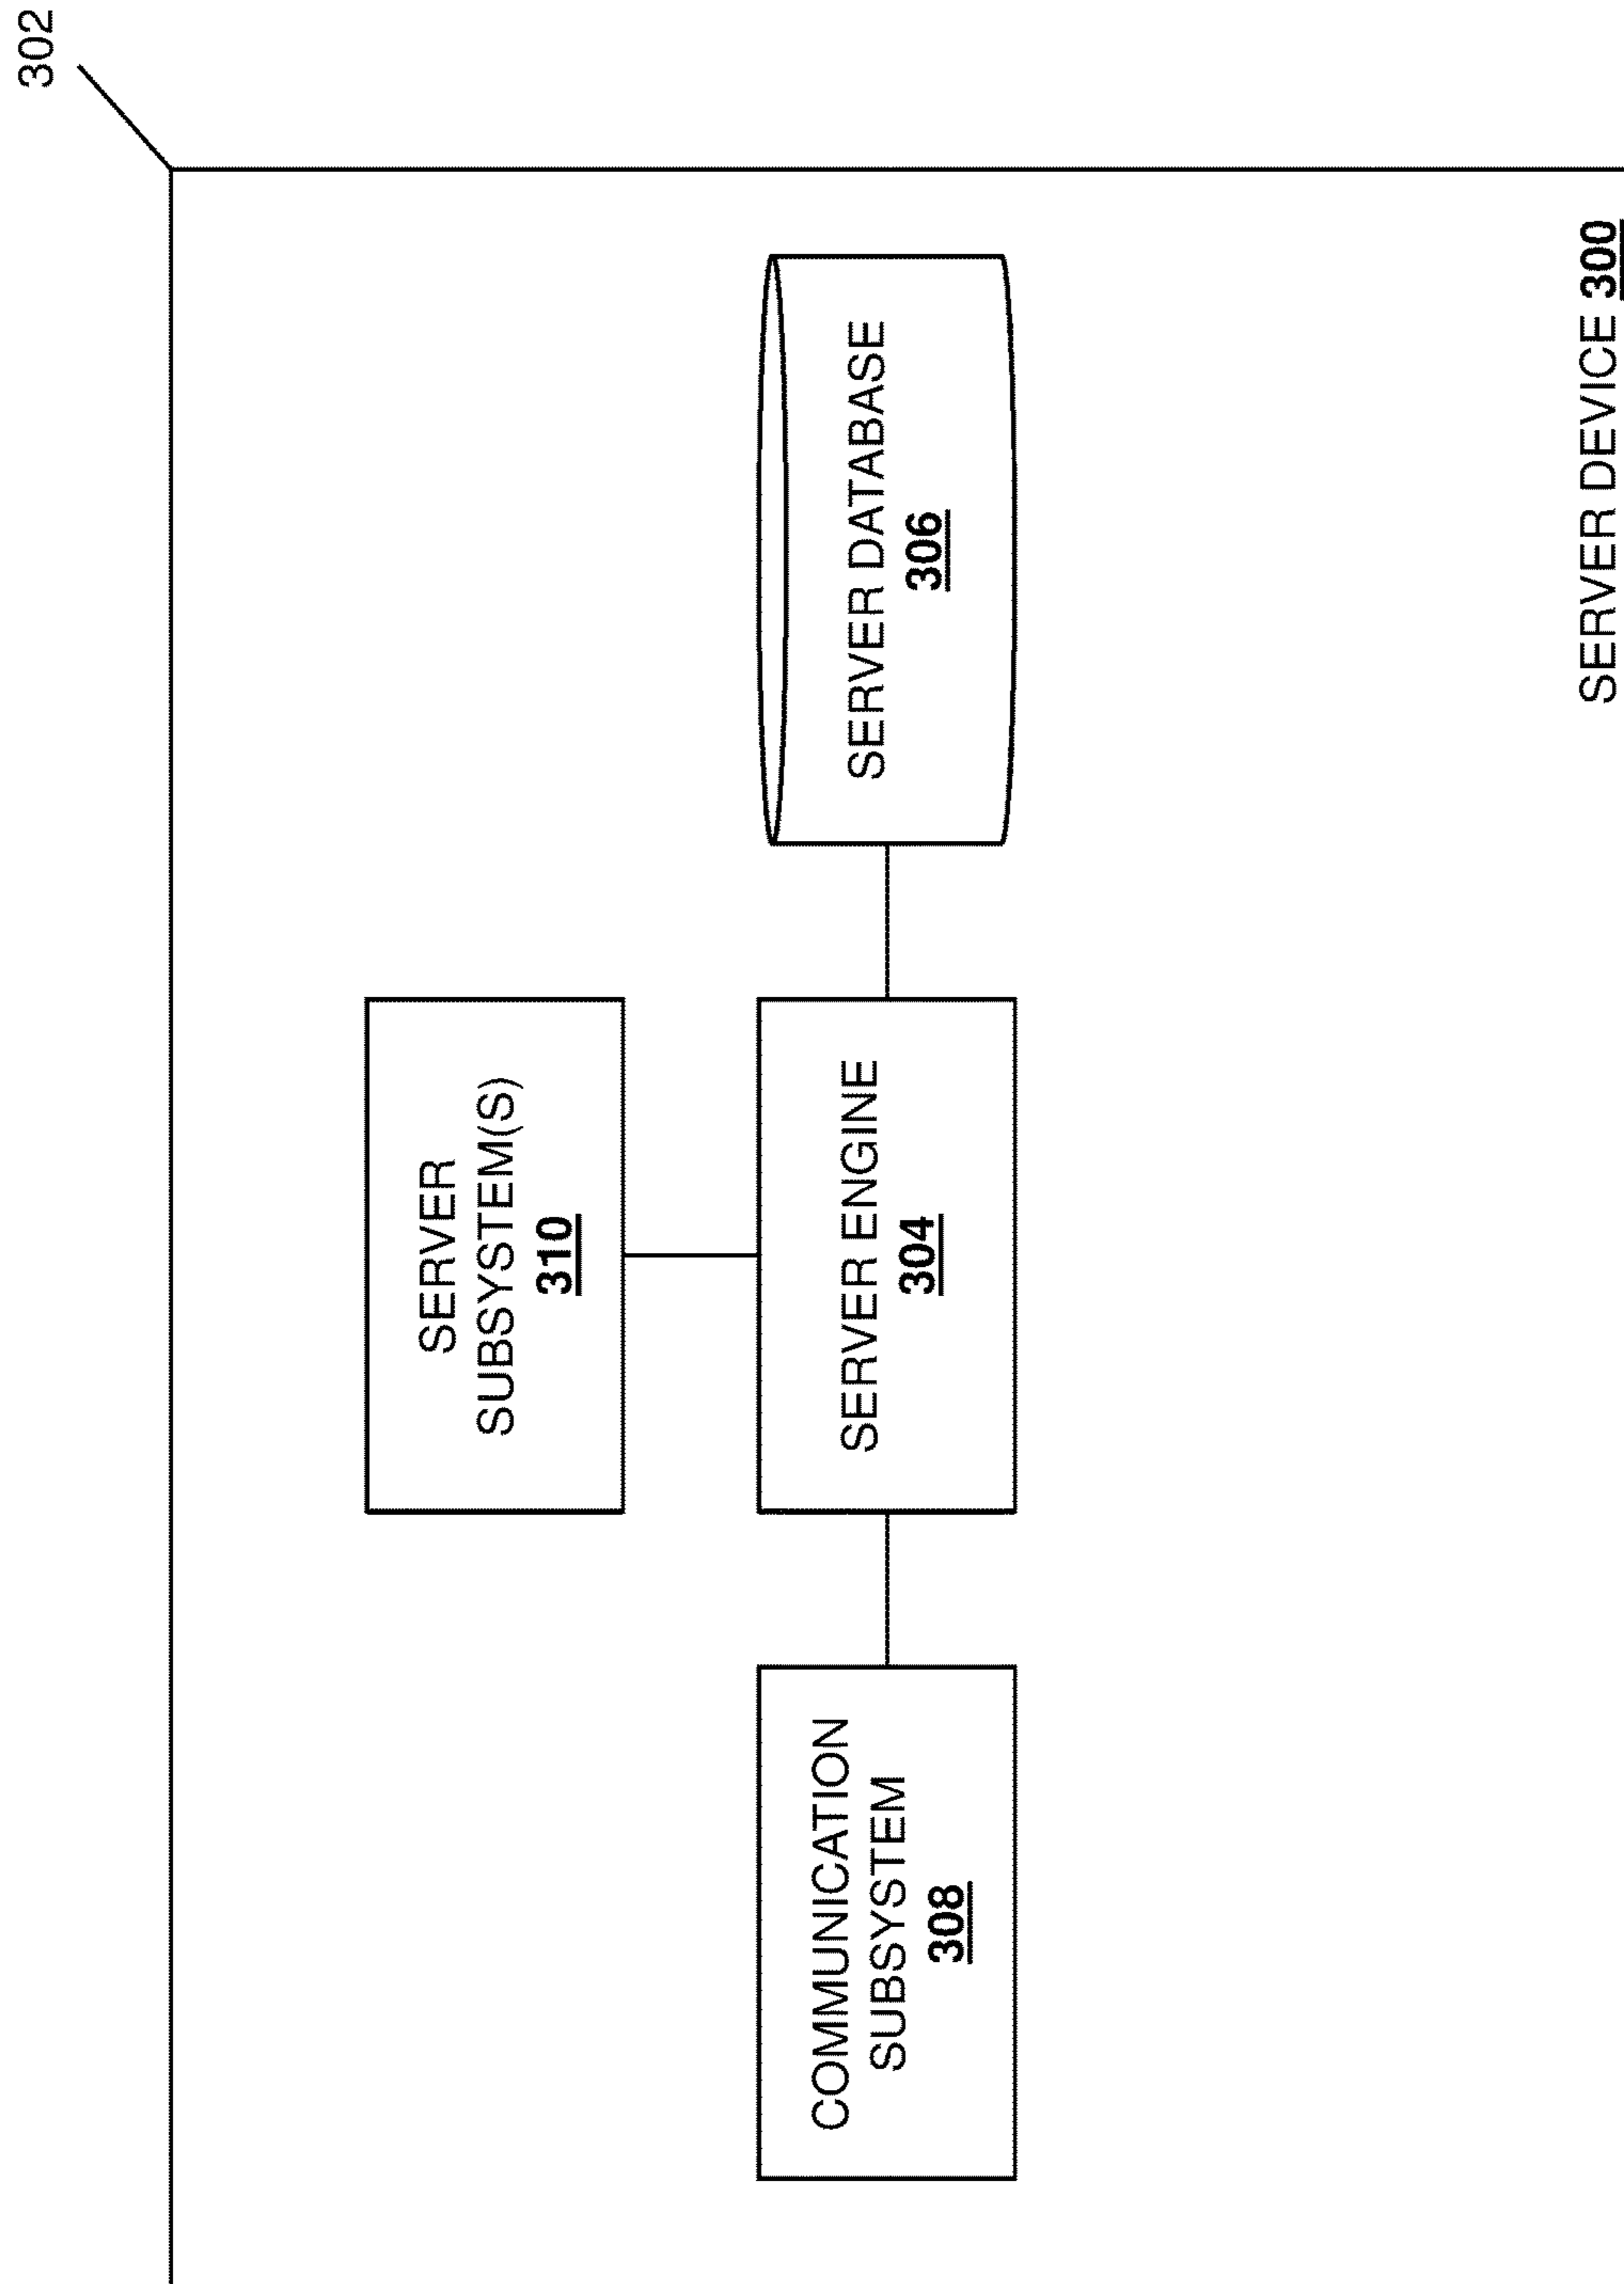 302
SERVER
SUBSYSTEM(S)
310
COMMUNICATION
SUBSYSTEM
308
SERVER ENGINE
304
SERVER DATABASE
306
SERVER DEVICE 300